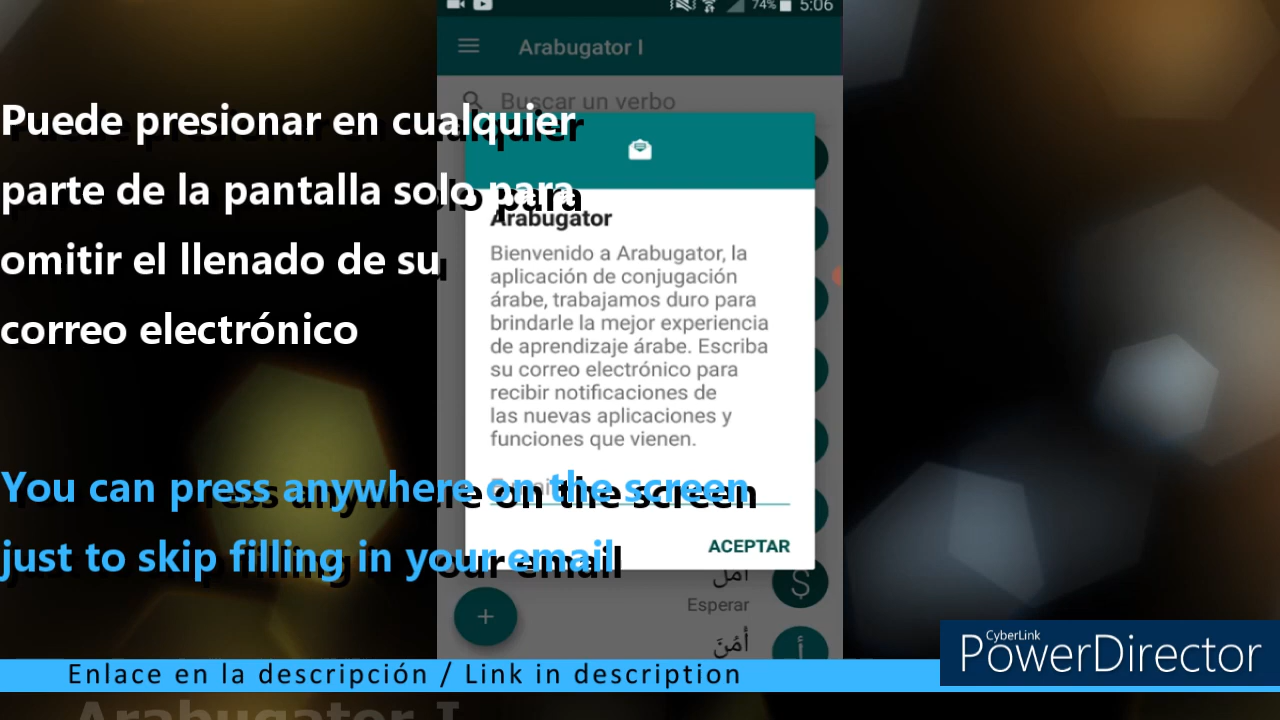 74% 5:06
Arabugator I
Buscar un verbo
Puede presionar en cualquier
parte de la pantalla solo para
omitir el llenado de su
correo electrónico
Arabugator
Bienvenido a Arabugator, la
aplicación de conjugación
árabe, trabajamos duro para
brindarle la mejor experiencia
de aprendizaje árabe. Escriba
su correo electrónico para
recibir notificaciones de
las nuevas aplicaciones y
funciones que vienen.
You can press anywhere on the screen
just to skip filling in your email
ACEPTAR
Esperar
أَمُنَ
أ
CyberLink
PowerDirector
Enlace en la descripción / Link in description
Arabugator I